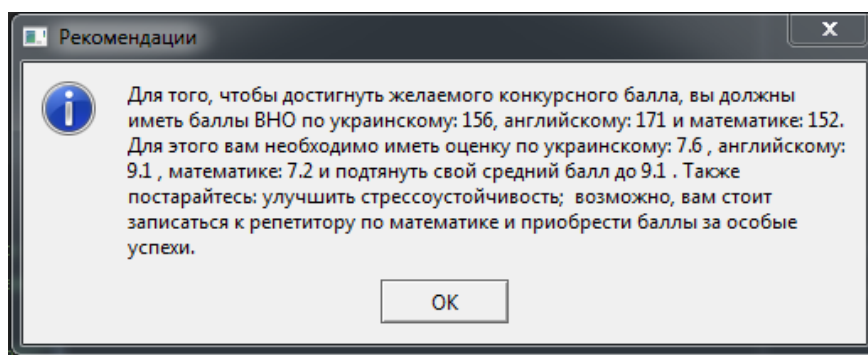 Рекомендации
Для того, чтобы достигнуть желаемого конкурсного балла, вы должны
иметь баллы ВНО по украинскому: 156, английскому: 171 и математике: 152.
Для этого вам необходимо иметь оценку по украинскому: 7.6 , английскому:
9.1 , математике: 7.2 и подтянуть свой средний балл до 9.1 . Также
постарайтесь: улучшить стрессоустойчивость;  возможно, вам стоит
записаться к репетитору по математике и приобрести баллы за особые
успехи.
ОК